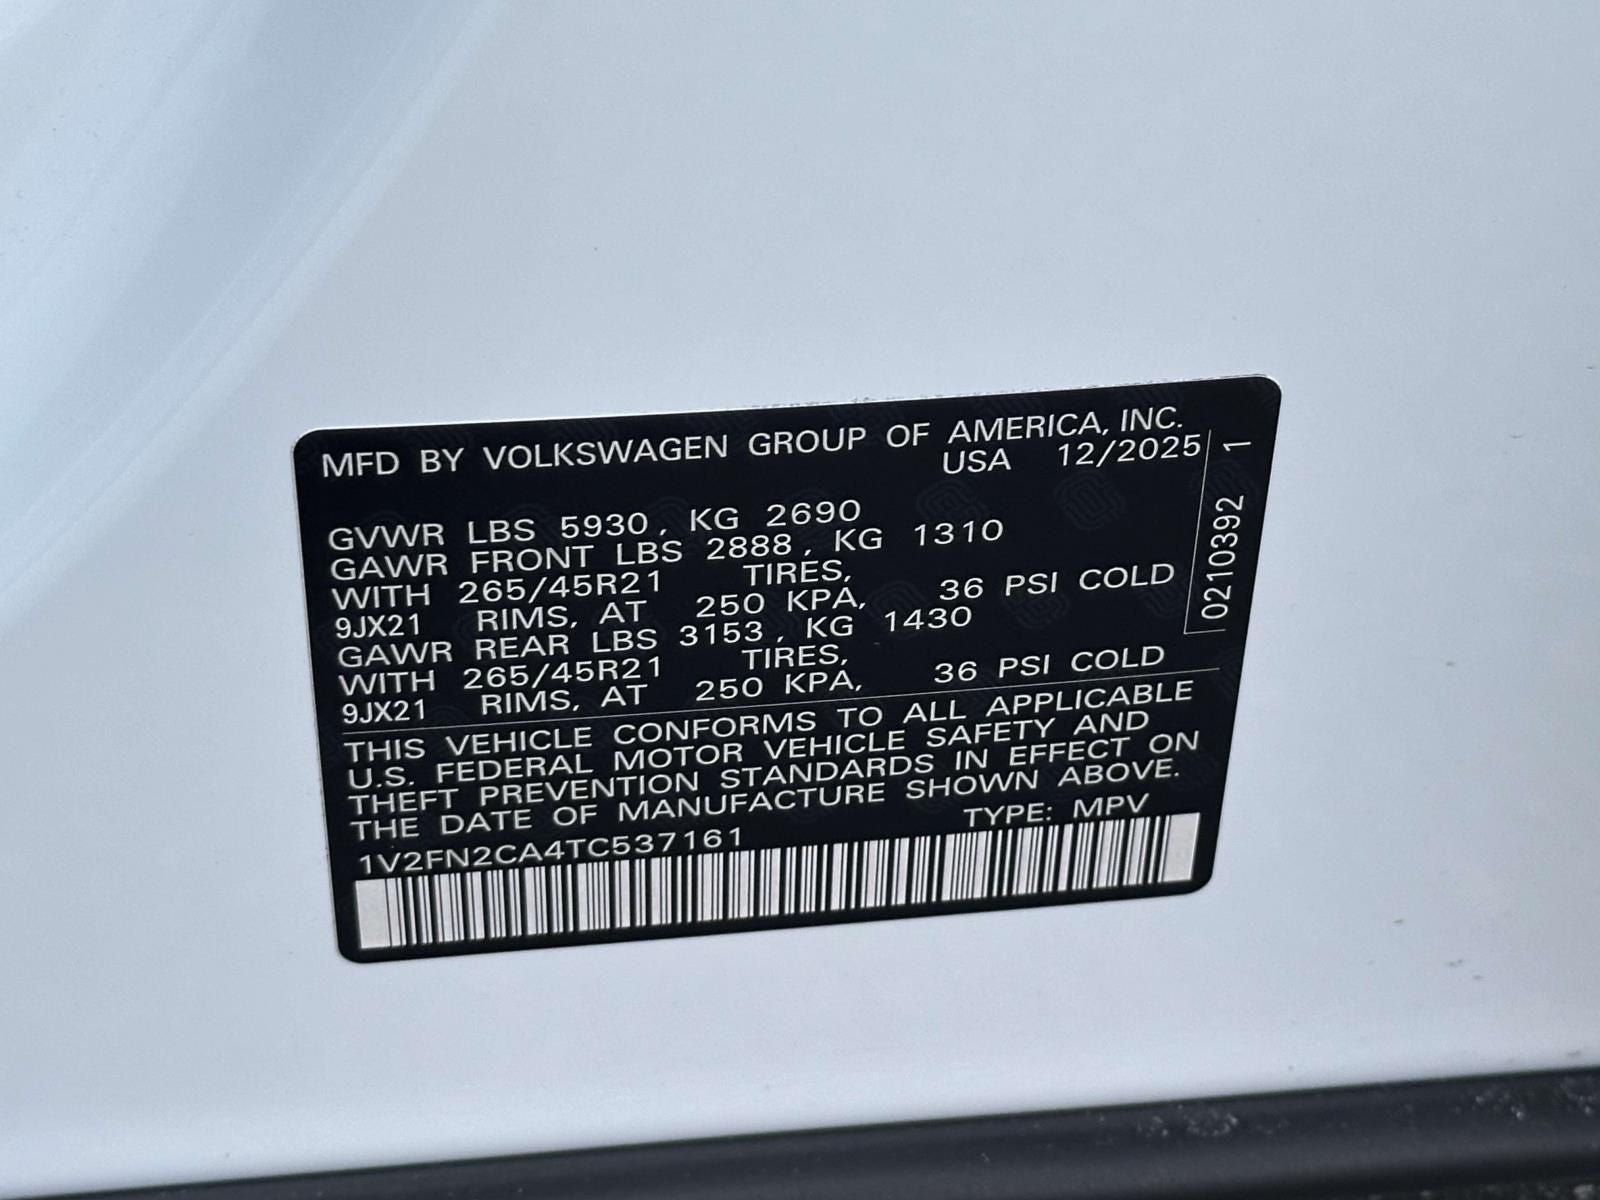 MFD BY VOLKSWAGEN GROUP OF AMERICA, INC.
USA 12/2025
GVWR LBS 5930, KG 2690
GAWR FRONT LBS 2888, KG 1310
WITH 265/45R21 TIRES,
9JX21 RIMS, AT 250 KPA, 36 PSI COLD
GAWR REAR LBS 3153, KG 1430
WITH 265/45R21 TIRES,
9JX21 RIMS, AT 250 KPA, 36 PSI COLD
THIS VEHICLE CONFORMS TO ALL APPLICABLE
U.S. FEDERAL MOTOR VEHICLE SAFETY AND
THEFT PREVENTION STANDARDS IN EFFECT ON
THE DATE OF MANUFACTURE SHOWN ABOVE.
1V2FN2CA4TC537161 TYPE: MPV
0210392 1